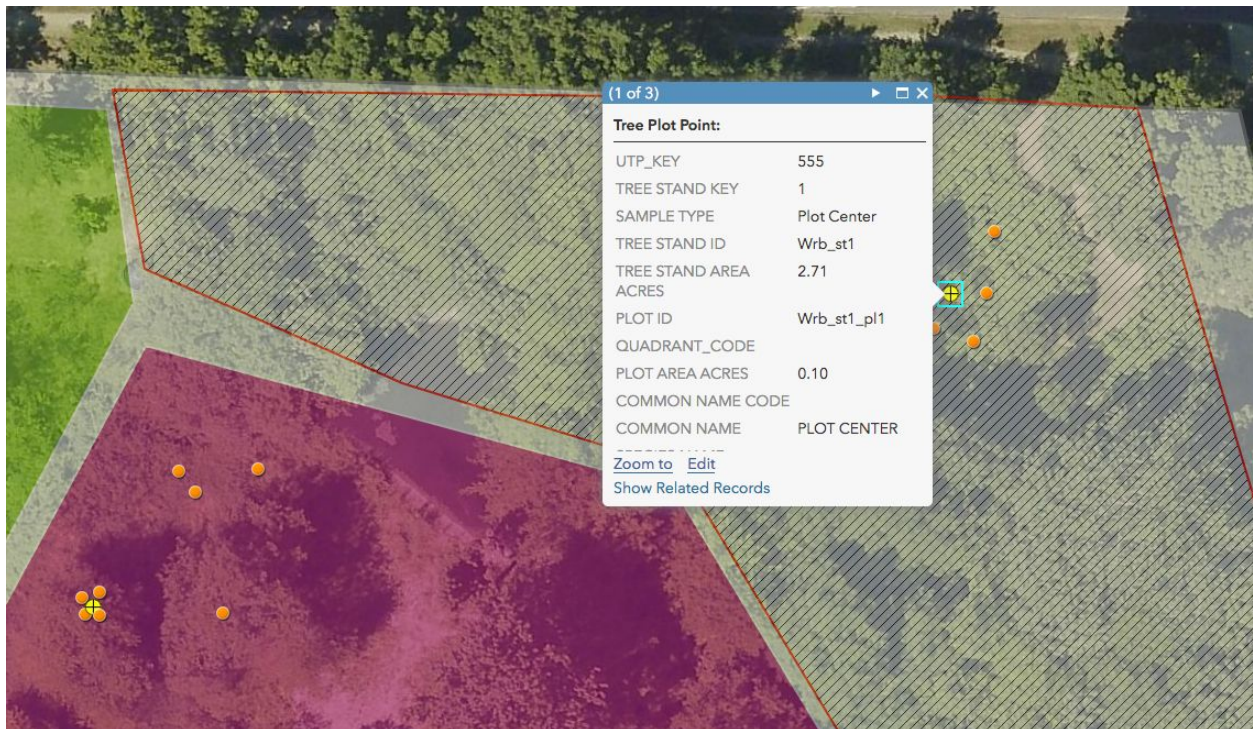 (1 of 3)
Tree Plot Point:
UTP_KEY 555
TREE STAND KEY 1
SAMPLE TYPE Plot Center
TREE STAND ID Wrb_st1
TREE STAND AREA 2.71
ACRES
PLOT ID Wrb_st1_pl1
QUADRANT_CODE
PLOT AREA ACRES 0.10
COMMON NAME CODE
COMMON NAME PLOT CENTER
Zoom to Edit
Show Related Records